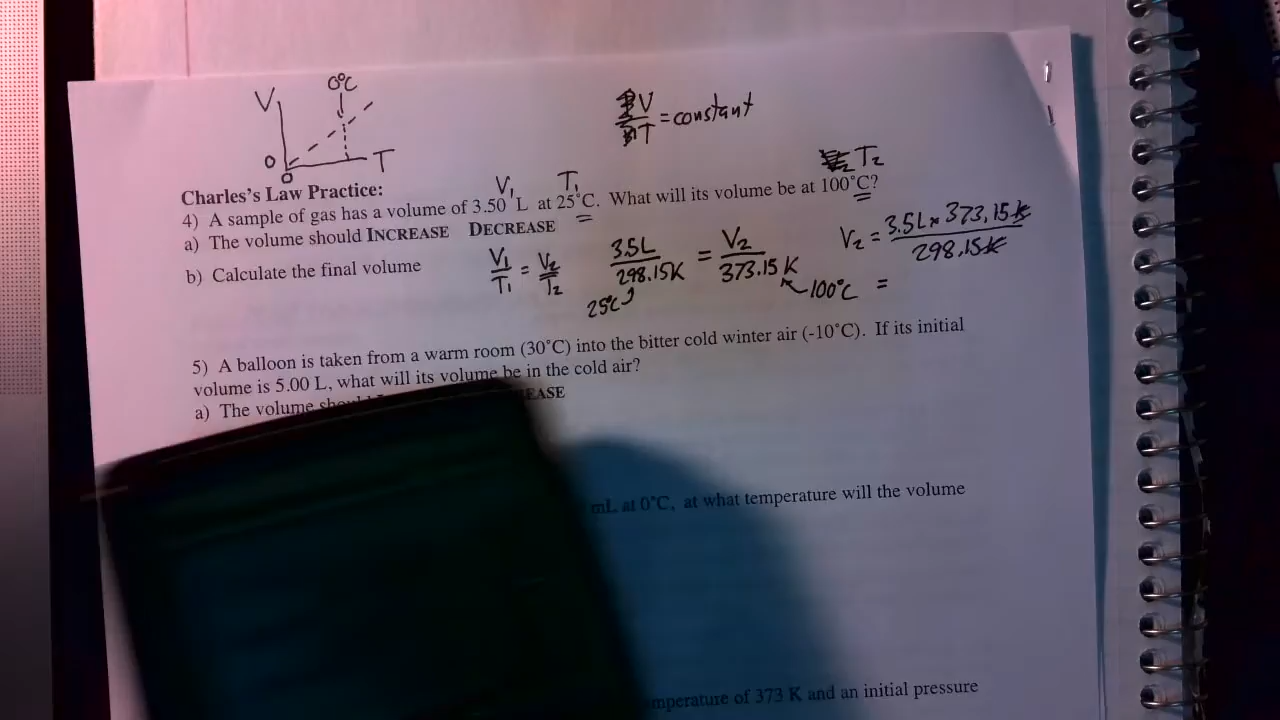 0°C
V
0
T
0
V/T = constant
T₂
V₁ T₁
Charles's Law Practice:
4) A sample of gas has a volume of 3.50 L at 25°C. What will its volume be at 100°C?
a) The volume should INCREASE DECREASE
b) Calculate the final volume
V₁/T₁ = V₂/T₂
3.5L/298.15K = V₂/373.15 K
25°C
100°C
V₂ = 3.5L × 373.15K/298.15K
=
5) A balloon is taken from a warm room (30°C) into the bitter cold winter air (-10°C). If its initial
volume is 5.00 L, what will its volume be in the cold air?
a) The volume
mL at 0°C, at what temperature will the volume
of 373 K and an initial pressure